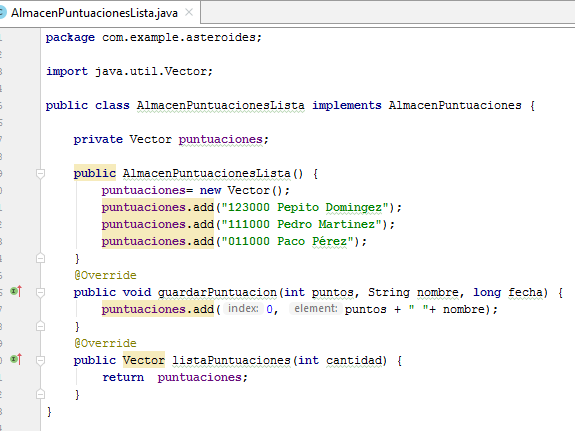 AlmacenPuntuacionesLista.java
package com.example.asteroides;
import java.util.Vector;
public class AlmacenPuntuacionesLista implements AlmacenPuntuaciones {
private Vector puntuaciones;
public AlmacenPuntuacionesLista() {
puntuaciones= new Vector();
puntuaciones.add("123000 Pepito Domingez");
puntuaciones.add("111000 Pedro Martinez");
puntuaciones.add("011000 Paco Pérez");
}
@Override
public void guardarPuntuacion(int puntos, String nombre, long fecha) {
puntuaciones.add( index: 0, element: puntos + " "+ nombre);
}
@Override
public Vector listaPuntuaciones(int cantidad) {
return  puntuaciones;
}
}